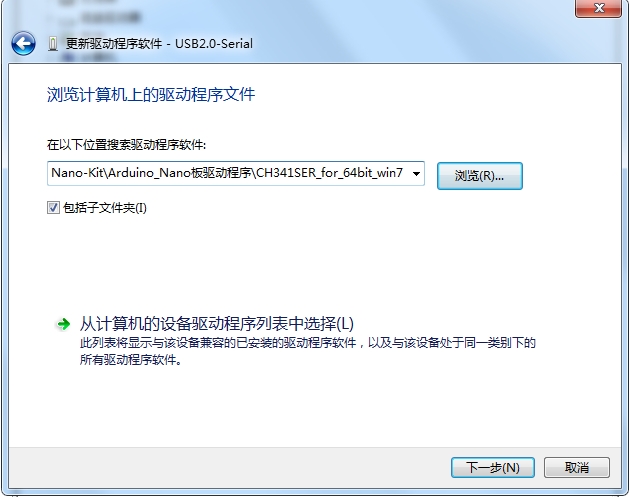 更新驱动程序软件 - USB2.0-Serial
浏览计算机上的驱动程序文件
在以下位置搜索驱动程序软件:
Nano-Kit\Arduino_Nano板驱动程序\CH341SER_for_64bit_win7
浏览(R)...
包括子文件夹(I)
从计算机的设备驱动程序列表中选择(L)
此列表将显示与该设备兼容的已安装的驱动程序软件，以及与该设备处于同一类别下的
所有驱动程序软件。
下一步(N)
取消